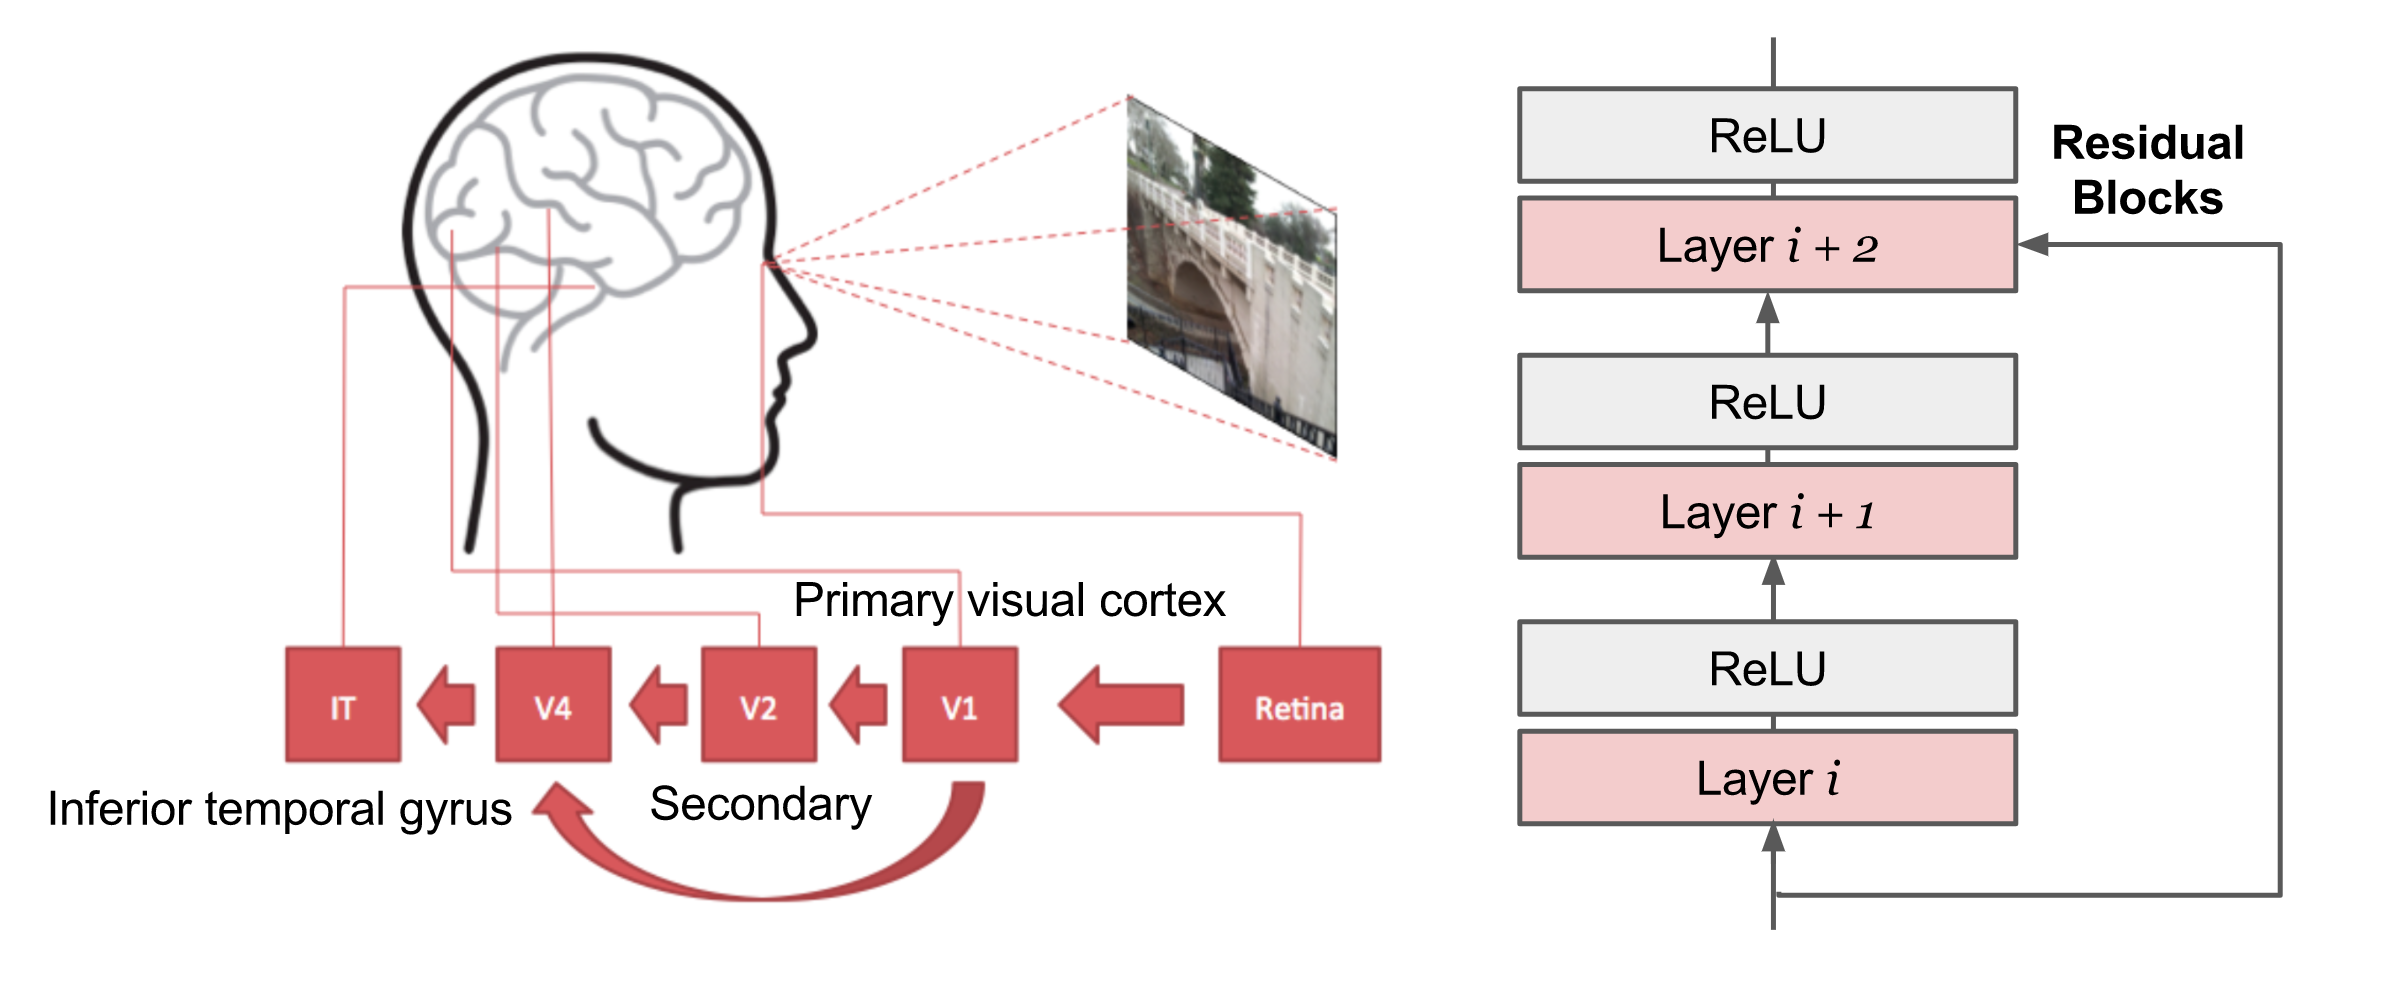 Primary visual cortex
IT
V4
V2
V1
Retina
Inferior temporal gyrus
Secondary
ReLU
Layer i + 2
ReLU
Layer i + 1
ReLU
Layer i
Residual
Blocks